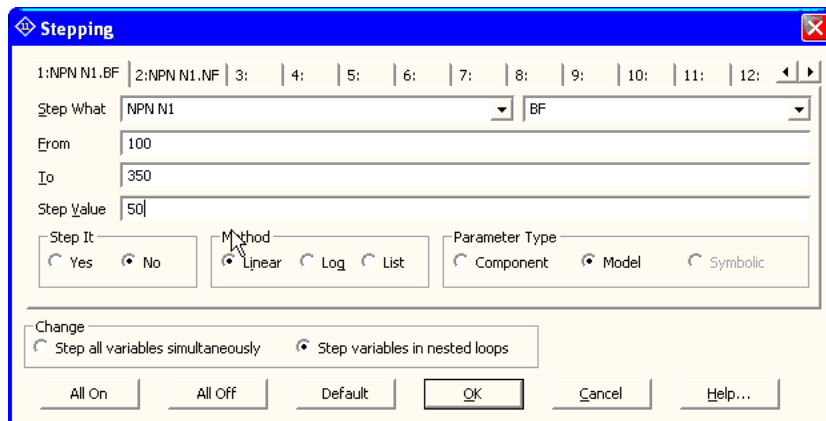 11 Stepping
1:NPN N1.BF 2:NPN N1.NF 3: 4: 5: 6: 7: 8: 9: 10: 11: 12:
Step What NPN N1 BF
From 100
To 350
Step Value 50
Step It Method Parameter Type
Yes No Linear Log List Component Model Symbolic
Change
Step all variables simultaneously Step variables in nested loops
All On All Off Default OK Cancel Help...